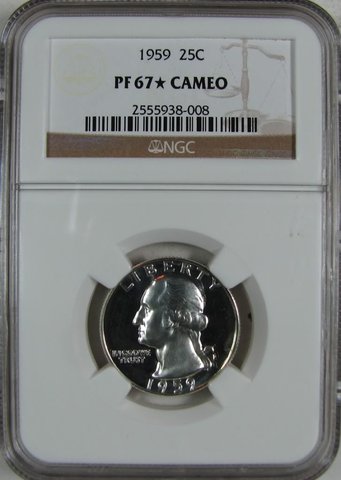 1959 25C
PF 67★ CAMEO
2555938-008
NGC
LIBERTY
IN GOD WE
TRUST
1959